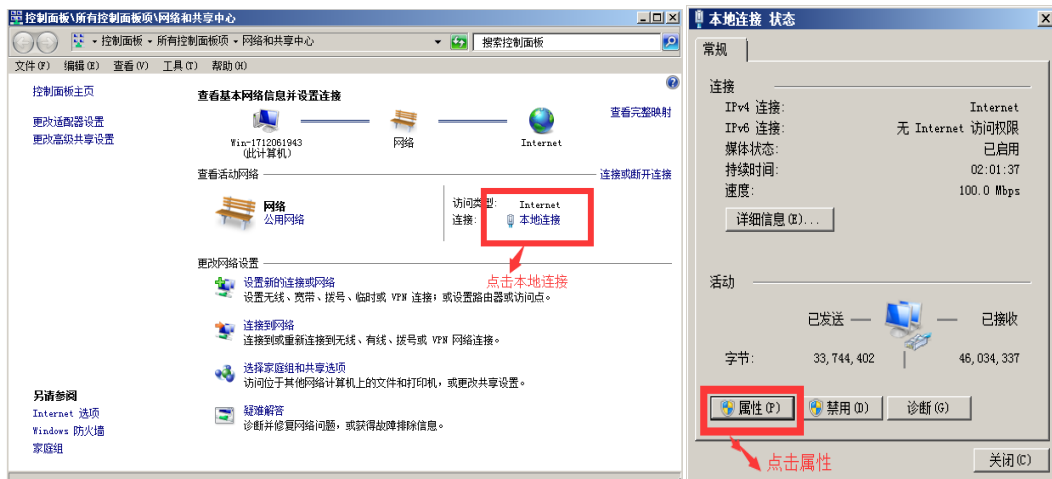 控制面板\所有控制面板项\网络和共享中心
控制面板 ▾ 所有控制面板项 ▾ 网络和共享中心
搜索控制面板
文件(F) 编辑(E) 查看(V) 工具(T) 帮助(H)
控制面板主页
更改适配器设置
更改高级共享设置
查看基本网络信息并设置连接
查看完整映射
Win-1712061943
(此计算机)
网络
Internet
查看活动网络
连接或断开连接
网络
公用网络
访问类型: Internet
连接: 本地连接
点击本地连接
更改网络设置
设置新的连接或网络
设置无线、宽带、拨号、临时或 VPN 连接；或设置路由器或访问点。
连接到网络
连接到或重新连接到无线、有线、拨号或 VPN 网络连接。
选择家庭组和共享选项
访问位于其他网络计算机上的文件和打印机，或更改共享设置。
疑难解答
诊断并修复网络问题，或获得故障排除信息。
另请参阅
Internet 选项
Windows 防火墙
家庭组
本地连接 状态
常规
连接
IPv4 连接: Internet
IPv6 连接: 无 Internet 访问权限
媒体状态: 已启用
持续时间: 02:01:37
速度: 100.0 Mbps
详细信息(E)...
活动
已发送 — — 已接收
字节: 33,744,402 | 46,034,337
属性(P) 禁用(D) 诊断(G)
点击属性
关闭(C)